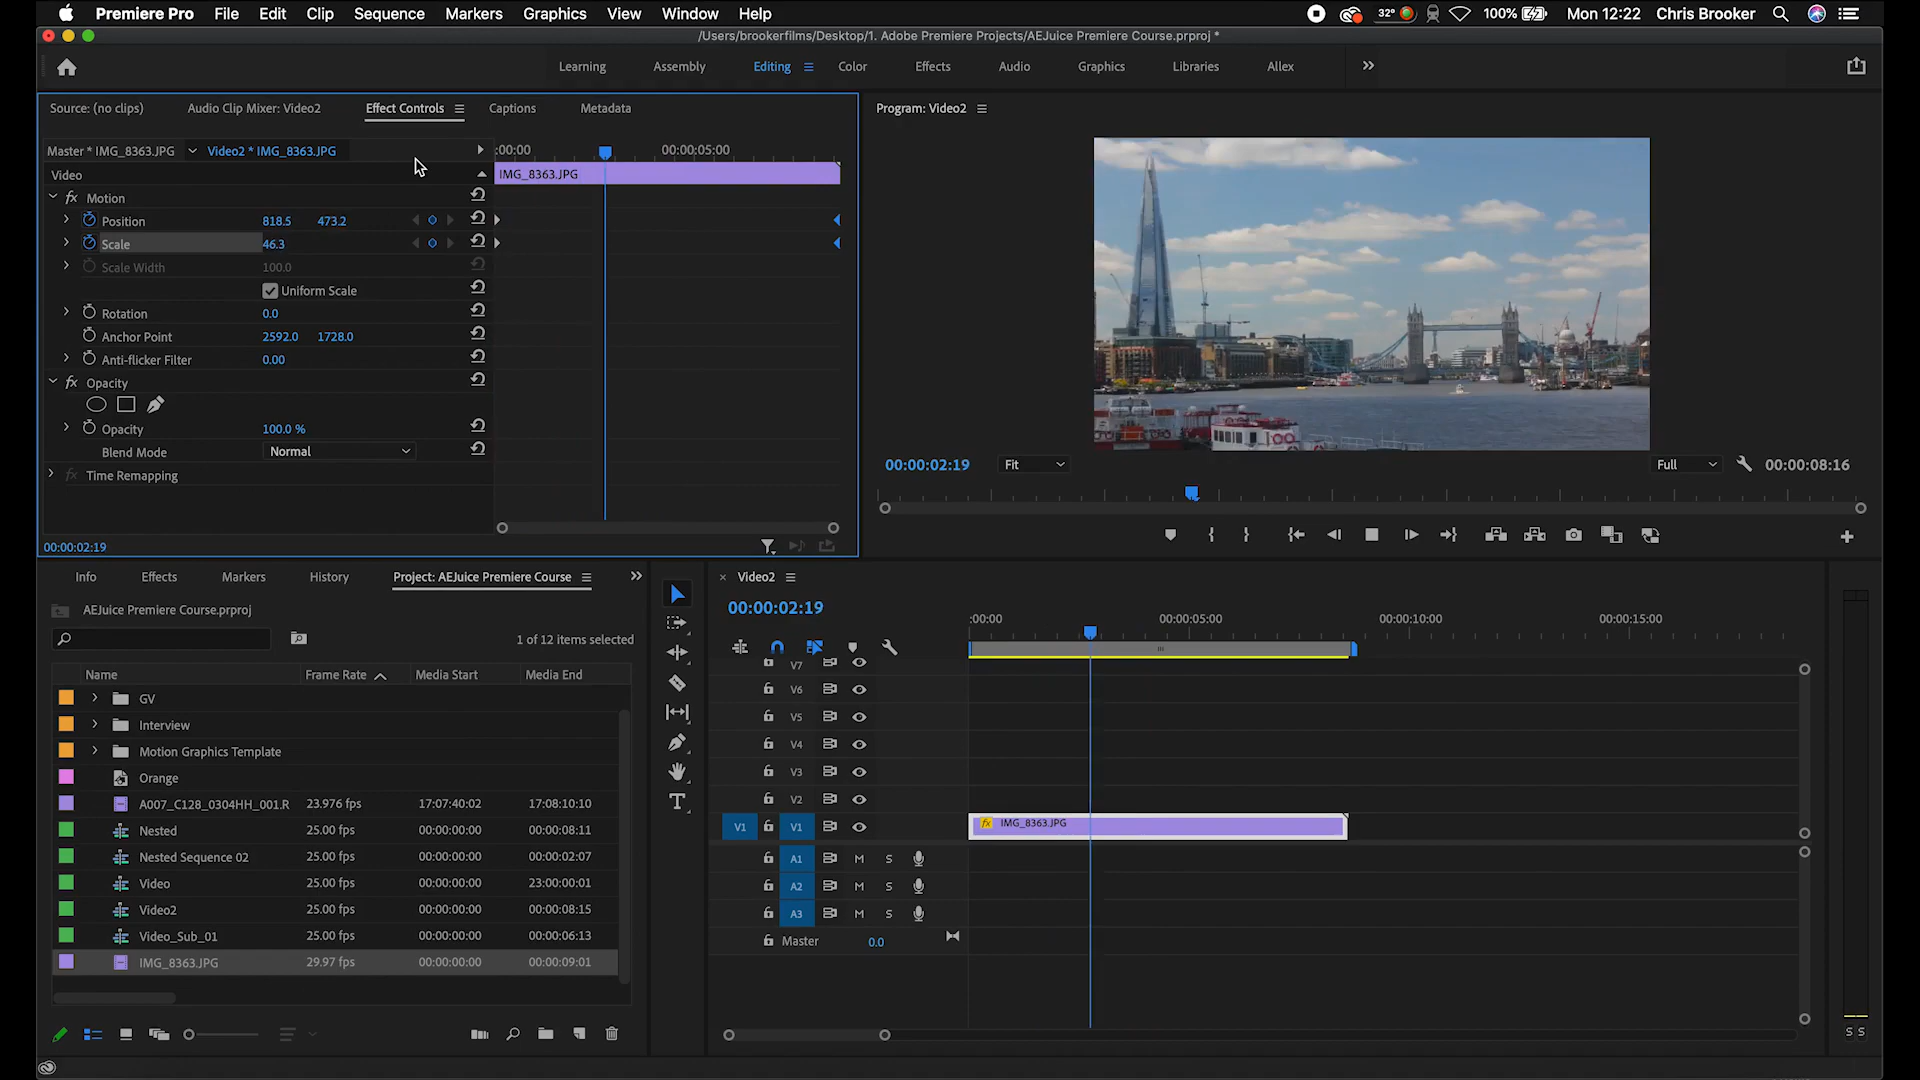 Premiere Pro File Edit Clip Sequence Markers Graphics View Window Help 32° 100% Mon 12:22 Chris Brooker
/Users/brookerfilms/Desktop/1. Adobe Premiere Projects/AEJuice Premiere Course.prproj *
Learning Assembly Editing Color Effects Audio Graphics Libraries Allex
Source: (no clips) Audio Clip Mixer: Video2 Effect Controls Captions Metadata
Master * IMG_8363.JPG Video2 * IMG_8363.JPG :00:00 00:00:05:00
Video IMG_8363.JPG
fx Motion
Position 818.5 473.2
Scale 46.3
Scale Width 100.0
Uniform Scale
Rotation 0.0
Anchor Point 2592.0 1728.0
Anti-flicker Filter 0.00
fx Opacity
Opacity 100.0 %
Blend Mode Normal
fx Time Remapping
00:00:02:19
Program: Video2
00:00:02:19 Fit Full 00:00:08:16
Info Effects Markers History Project: AEJuice Premiere Course
AEJuice Premiere Course.prproj
1 of 12 items selected
Name Frame Rate Media Start Media End
GV
Interview
Motion Graphics Template
Orange
A007_C128_0304HH_001.R 23.976 fps 17:07:40:02 17:08:10:10
Nested 25.00 fps 00:00:00:00 00:00:08:11
Nested Sequence 02 25.00 fps 00:00:00:00 00:00:02:07
Video 25.00 fps 00:00:00:00 23:00:00:01
Video2 25.00 fps 00:00:00:00 00:00:08:15
Video_Sub_01 25.00 fps 00:00:00:00 00:00:06:13
IMG_8363.JPG 29.97 fps 00:00:00:00 00:00:09:01
T
× Video2
00:00:02:19
:00:00 00:00:05:00 00:00:10:00 00:00:15:00
V7
V6
V5
V4
V3
V2
V1 V1 fx IMG_8363.JPG
A1 M S
A2 M S
A3 M S
Master 0.0
S S